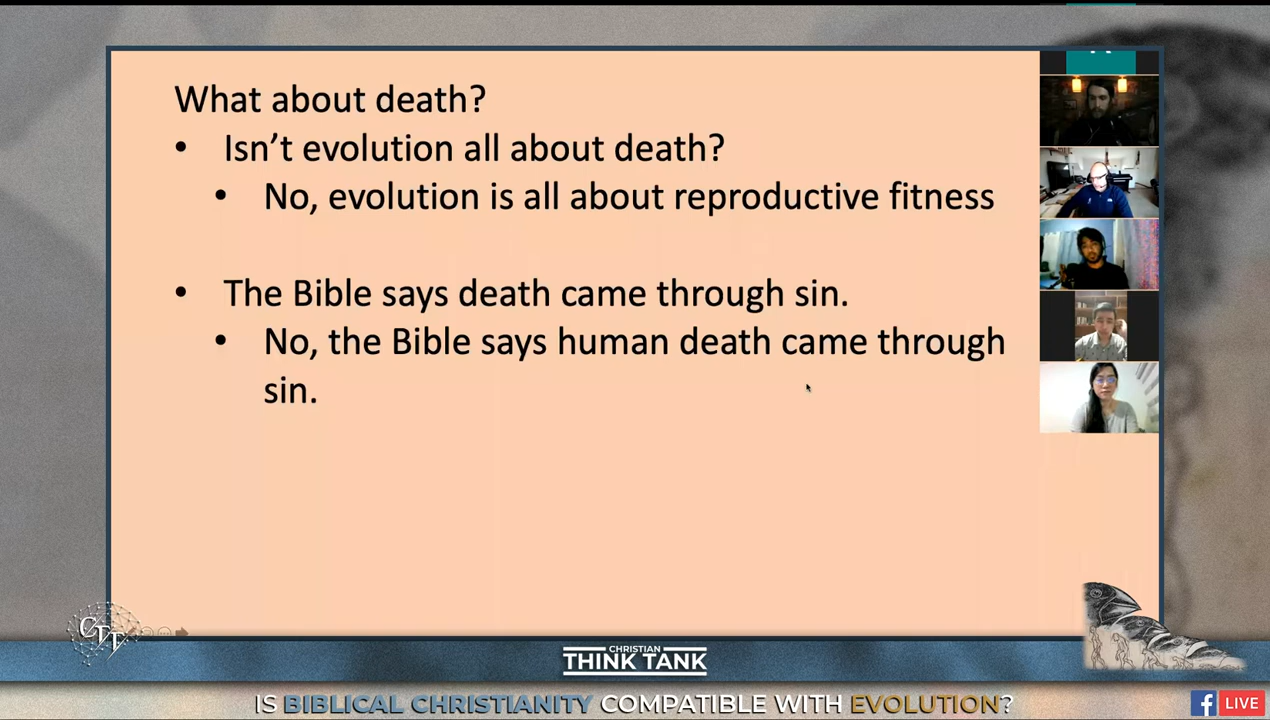 What about death?
• Isn’t evolution all about death?
• No, evolution is all about reproductive fitness
• The Bible says death came through sin.
• No, the Bible says human death came through
sin.
CTT
CHRISTIAN
THINK TANK
IS BIBLICAL CHRISTIANITY COMPATIBLE WITH EVOLUTION?
f LIVE